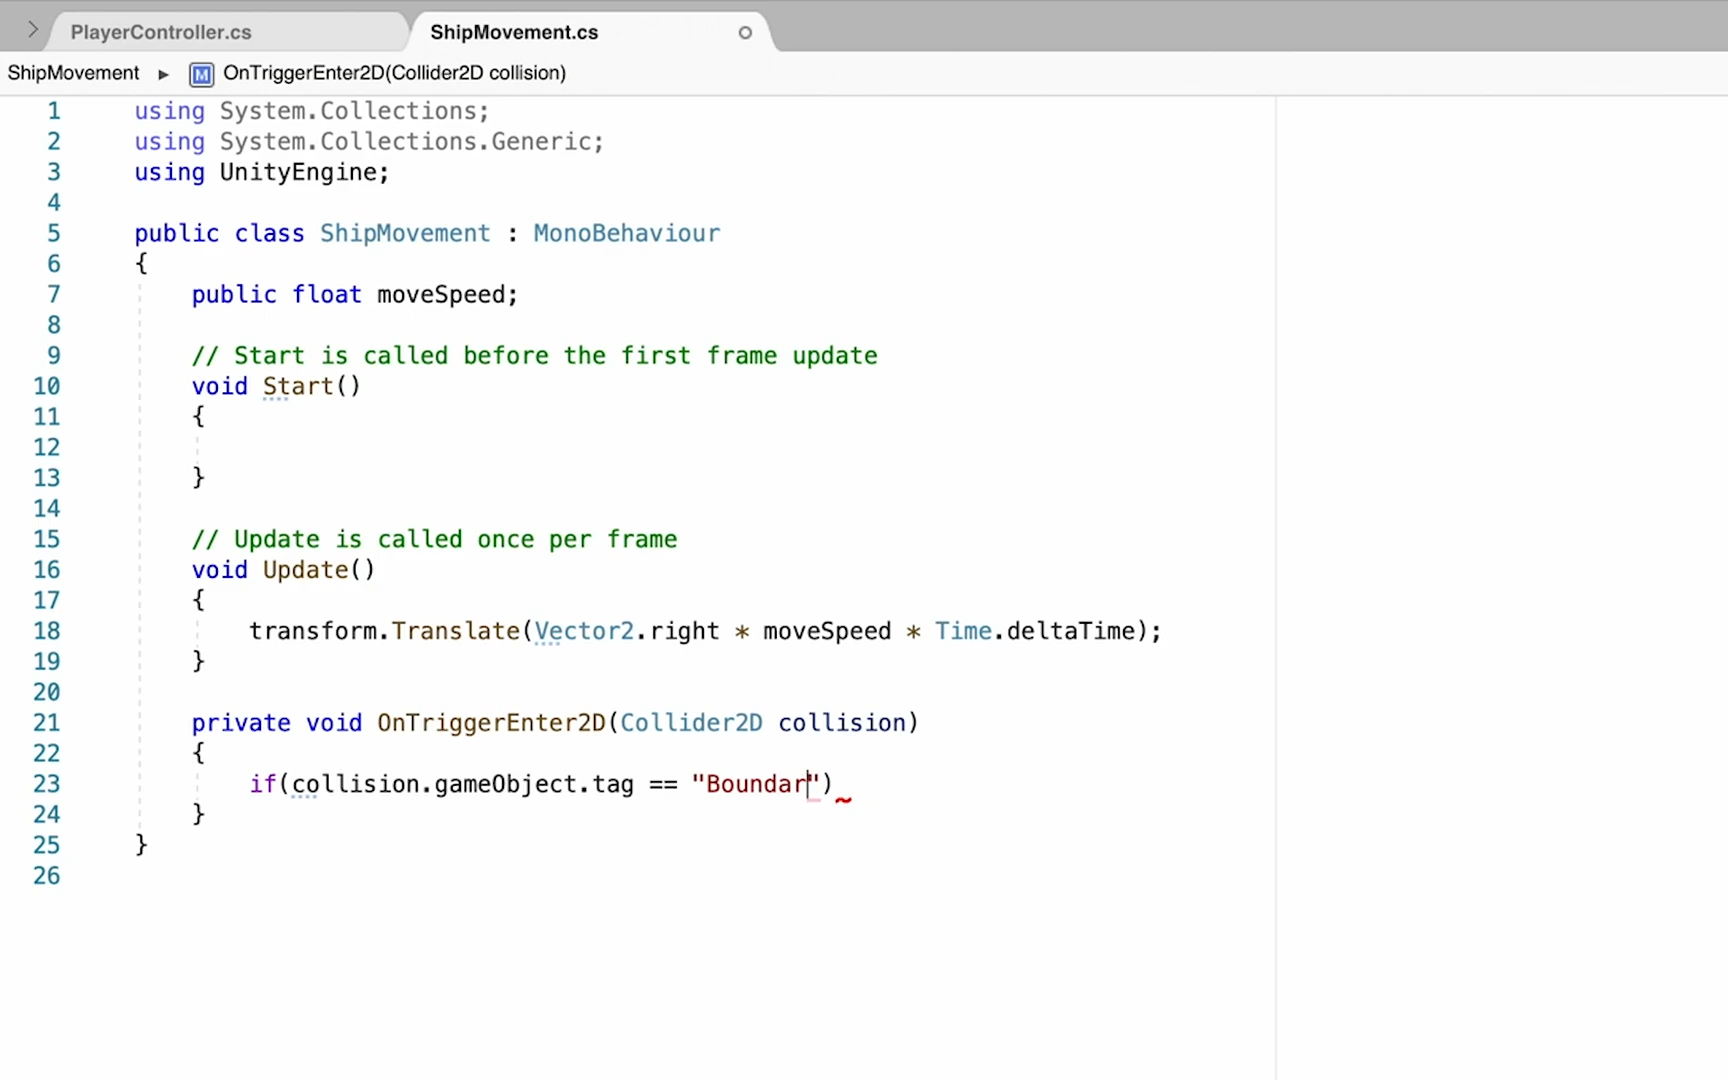 PlayerController.cs
ShipMovement.cs
ShipMovement ▸ M OnTriggerEnter2D(Collider2D collision)
1 using System.Collections;
2 using System.Collections.Generic;
3 using UnityEngine;
4
5 public class ShipMovement : MonoBehaviour
6 {
7 public float moveSpeed;
8
9 // Start is called before the first frame update
10 void Start()
11 {
12
13 }
14
15 // Update is called once per frame
16 void Update()
17 {
18 transform.Translate(Vector2.right * moveSpeed * Time.deltaTime);
19 }
20
21 private void OnTriggerEnter2D(Collider2D collision)
22 {
23 if(collision.gameObject.tag == "Boundar")
24 }
25 }
26